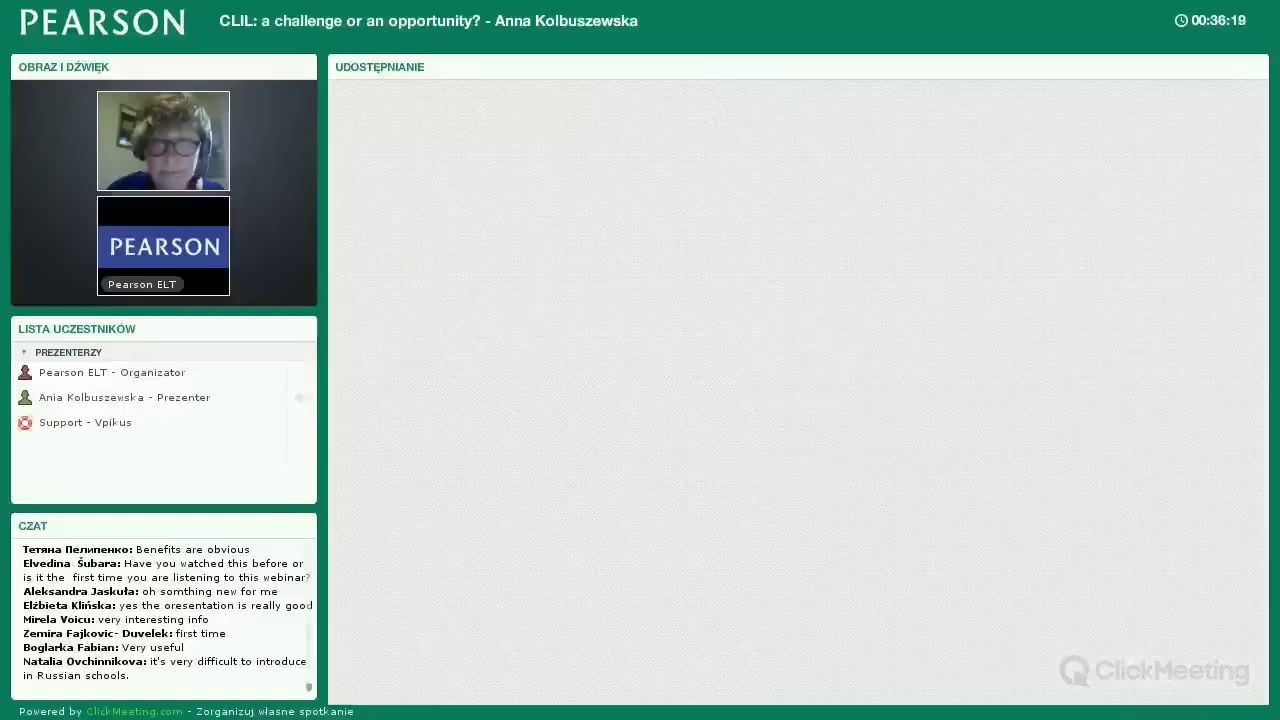 PEARSON
CLIL: a challenge or an opportunity? - Anna Kolbuszewska
00:36:19
OBRAZ I DŹWIĘK
PEARSON
Pearson ELT
UDOSTĘPNIANIE
LISTA UCZESTNIKÓW
PREZENTERZY
Pearson ELT - Organizator
Ania Kolbuszewska - Prezenter
Support - Vpikus
CZAT
Тетяна Пелипенко: Benefits are obvious
Elvedina Šubara: Have you watched this before or
is it the first time you are listening to this webinar?
Aleksandra Jaskuła: oh somthing new for me
Elżbieta Klińska: yes the oresentation is really good
Mirela Voicu: very interesting info
Zemira Fajkovic- Duvelek: first time
Boglarka Fabian: Very useful
Natalia Ovchinnikova: it's very difficult to introduce
in Russian schools.
ClickMeeting
Powered by ClickMeeting.com - Zorganizuj własne spotkanie